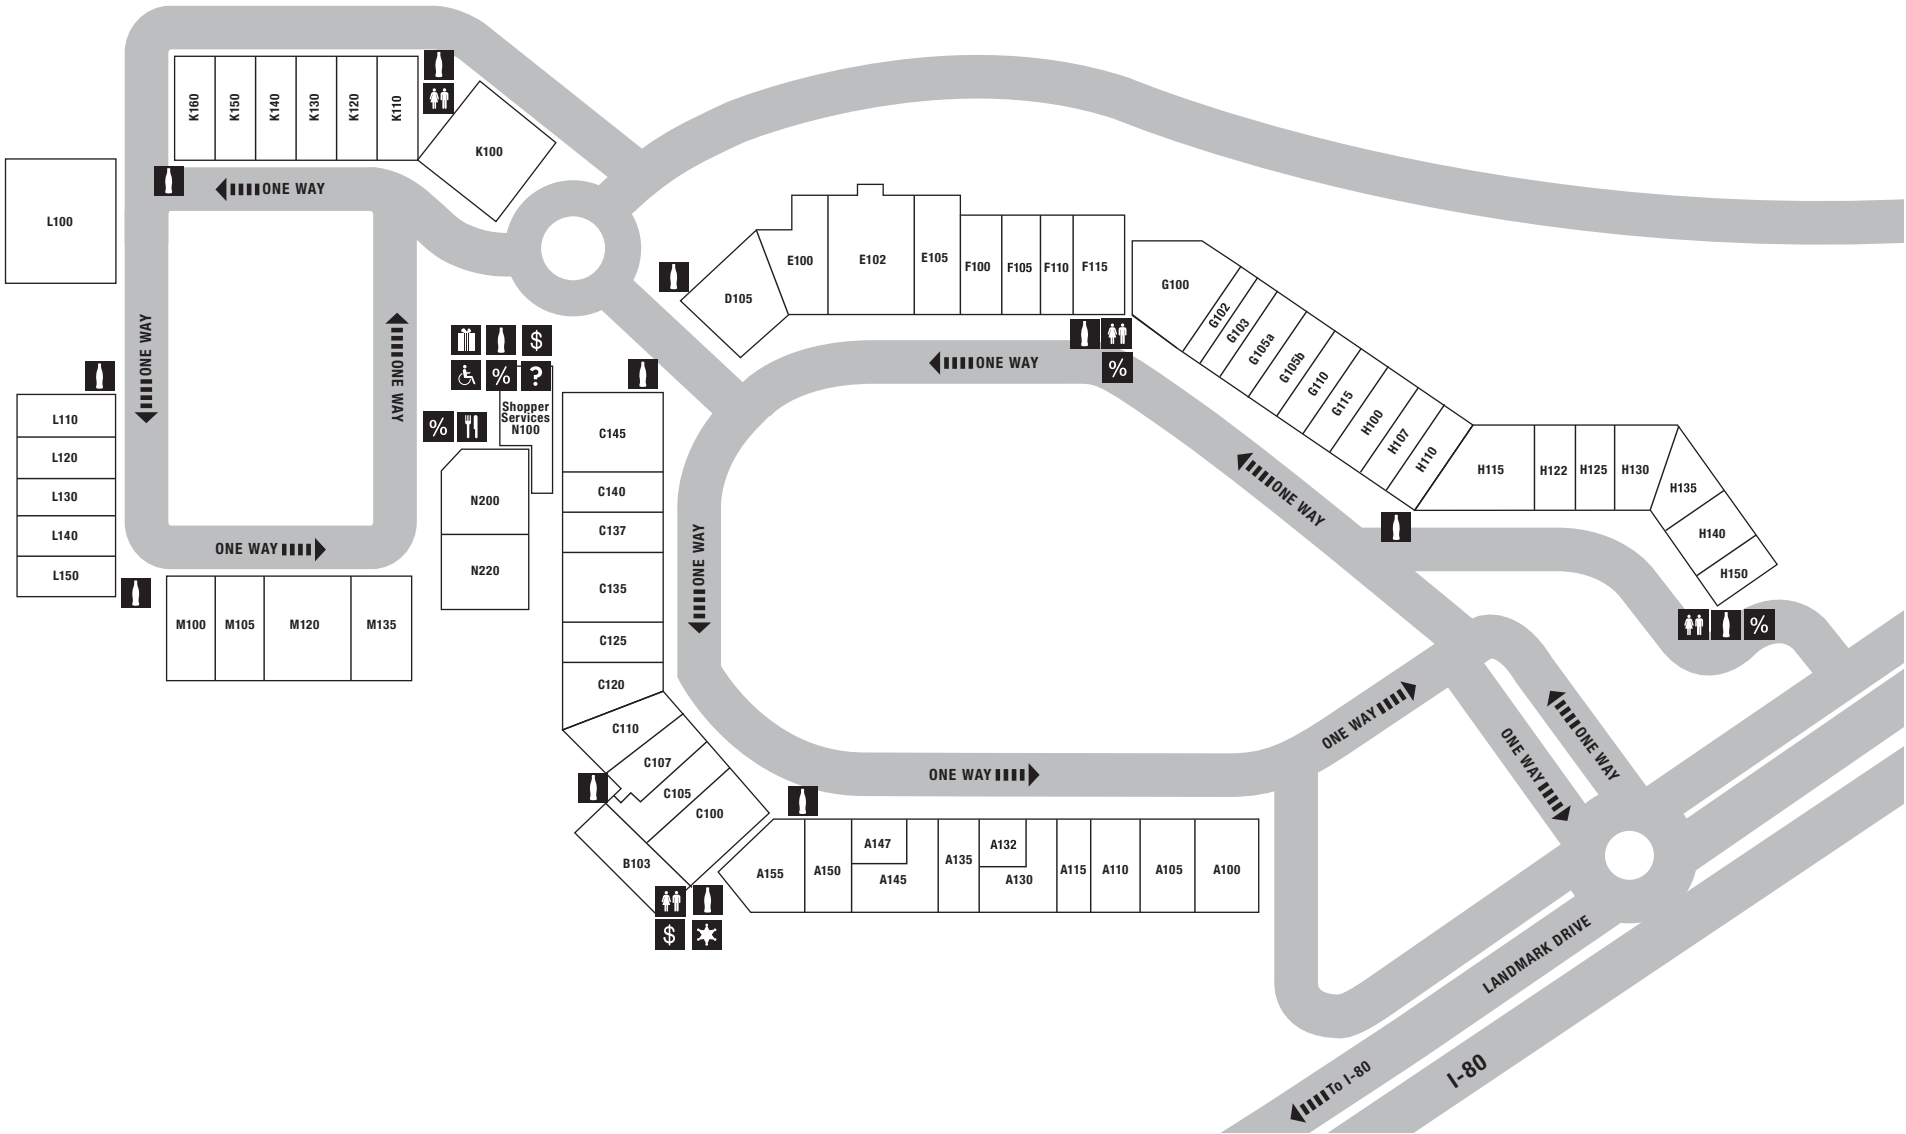 K160
K150
K140
K130
K120
K110
K100
ONE WAY
L100
ONE WAY
ONE WAY
ONE WAY
L110
L120
L130
L140
L150
M100
M105
M120
M135
$
%
?
Shopper
Services
N100
%
N200
N220
C145
C140
C137
C135
C125
C120
C110
C107
C105
C100
B103
$
D105
E100
E102
E105
F100
F105
F110
F115
%
ONE WAY
G100
G102
G103
G105a
G105b
G110
G115
H100
H107
H110
H115
H122
H125
H130
H135
H140
H150
%
ONE WAY
ONE WAY
ONE WAY
ONE WAY
ONE WAY
ONE WAY
A155
A150
A147
A145
A135
A132
A130
A115
A110
A105
A100
LANDMARK DRIVE
To I-80
I-80